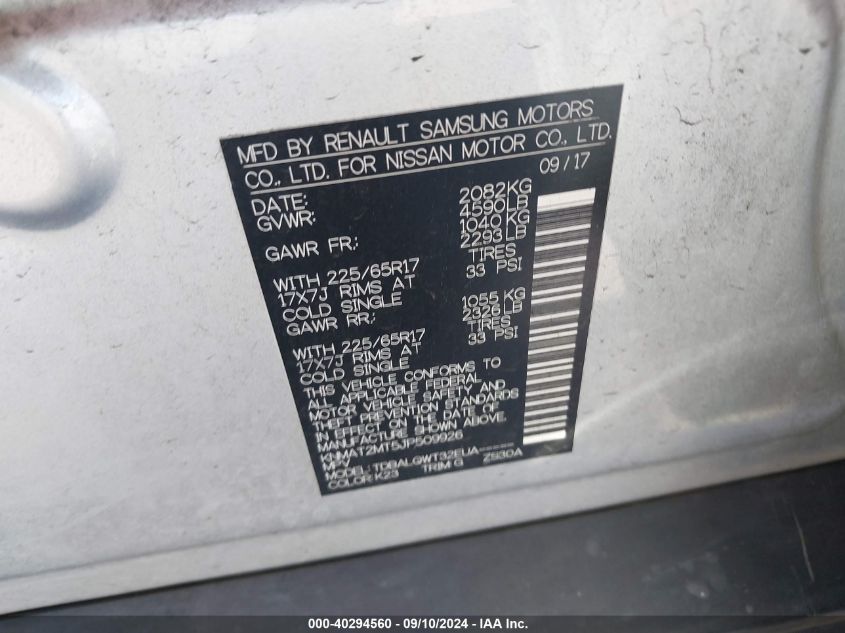 MFD BY RENAULT SAMSUNG MOTORS
CO., LTD. FOR NISSAN MOTOR CO., LTD.
DATE: 09/17
GVWR: 2082KG
4590LB
GAWR FR.: 1040 KG
2293LB
WITH 225/65R17 TIRES
17X7J RIMS AT 33 PSI
COLD SINGLE
GAWR RR.: 1055 KG
2326LB
WITH 225/65R17 TIRES
17X7J RIMS AT 33 PSI
COLD SINGLE
THIS VEHICLE CONFORMS TO
ALL APPLICABLE FEDERAL
MOTOR VEHICLE SAFETY AND
THEFT PREVENTION STANDARDS
IN EFFECT ON THE DATE OF
MANUFACTURE SHOWN ABOVE.
KNMAT2MT5JP509926
MPV
MODEL: TDBALGWT32EUA-----
COLOR: K23 TRIM G ZS30A
000-40294560 - 09/10/2024 - IAA Inc.